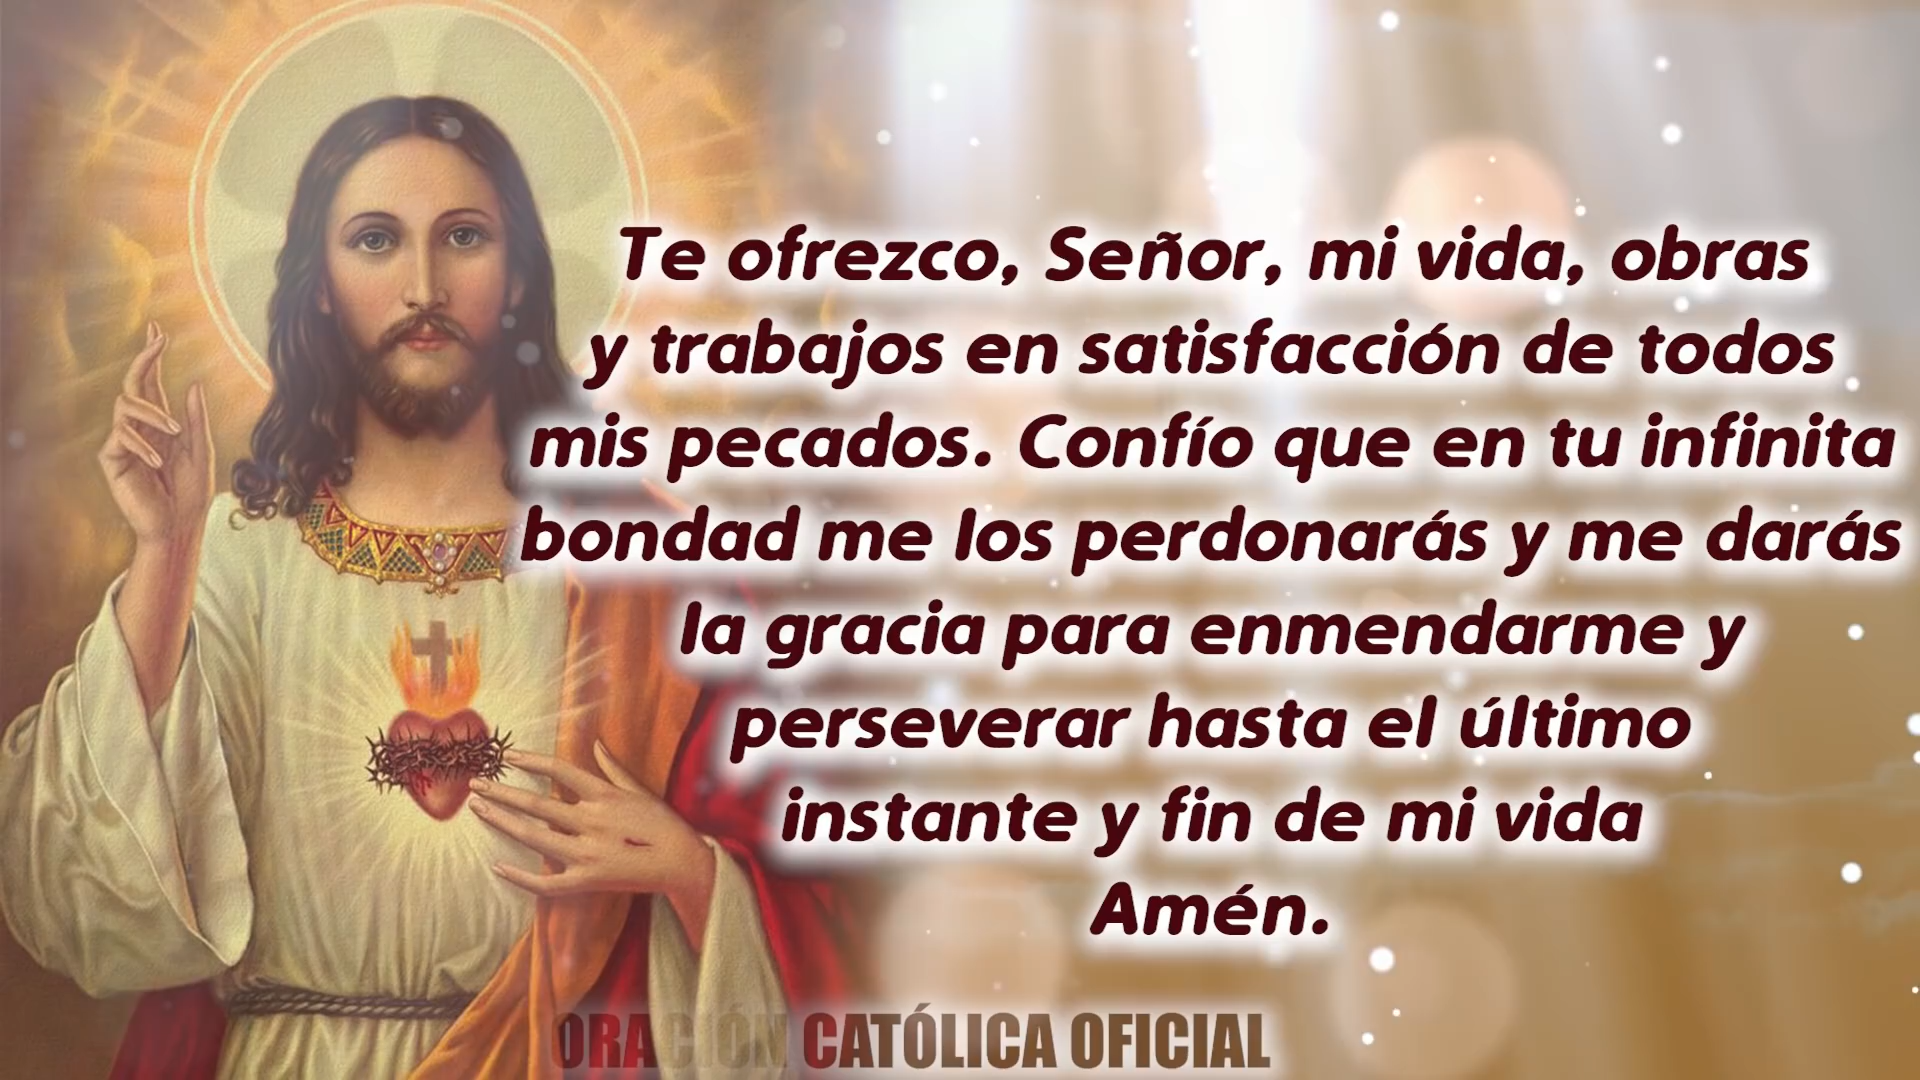 Te ofrezco, Señor, mi vida, obras
y trabajos en satisfacción de todos
mis pecados. Confío que en tu infinita
bondad me los perdonarás y me darás
la gracia para enmendarme y
perseverar hasta el último
instante y fin de mi vida
Amén.
ORACIÓN CATÓLICA OFICIAL